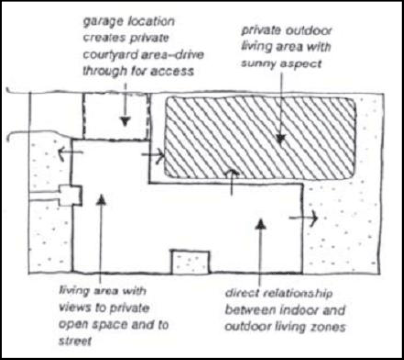 garage location
creates private
courtyard area–drive
through for access
private outdoor
living area with
sunny aspect
living area with
views to private
open space and to
street
direct relationship
between indoor and
outdoor living zones